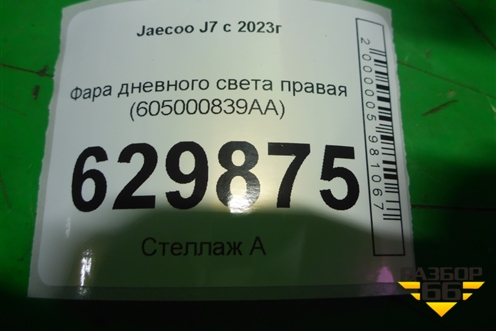 Jaecoo J7 с 2023г
Фара дневного света правая
(605000839AA)
629875
Стеллаж А
2000005981067
РАЗБОР
66